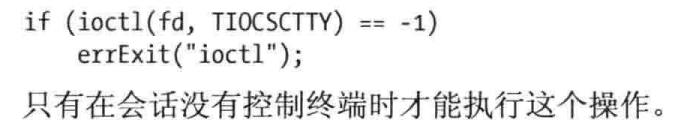 if (ioctl(fd, TIOCSCTTY) == -1)
    errExit("ioctl");
只有在会话没有控制终端时才能执行这个操作。